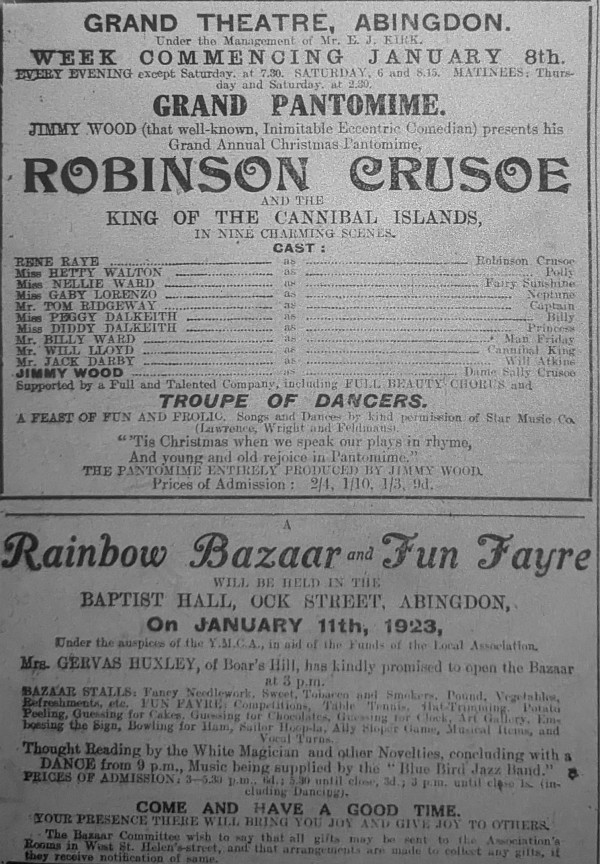 GRAND THEATRE, ABINGDON.
Under the Management of Mr. E. J. KIRK.
WEEK COMMENCING JANUARY 8th.
EVERY EVENING except Saturday, at 7.30. SATURDAY, 6 and 8.15. MATINEES: Thurs-
day and Saturday, at 2.30.
GRAND PANTOMIME.
JIMMY WOOD (that well-known, Inimitable Eccentric Comedian) presents his
Grand Annual Christmas Pantomime,
ROBINSON CRUSOE
AND THE
KING OF THE CANNIBAL ISLANDS,
IN NINE CHARMING SCENES.
CAST:
RENE RAYE as Robinson Crusoe
Miss HETTY WALTON as Polly
Miss NELLIE WARD as Fairy Sunshine
Miss GABY LORENZO as Neptune
Mr. TOM RIDGEWAY as Captain
Miss PEGGY DALKEITH as Billy
Miss DIDDY DALKEITH as Princess
Mr. BILLY WARD as Man Friday
Mr. WILL LLOYD as Cannibal King
Mr. JACK DARBY as Will Atkins
JIMMY WOOD as Dame Sally Crusoe
Supported by a Full and Talented Company, including FULL BEAUTY CHORUS and
TROUPE OF DANCERS.
A FEAST OF FUN AND FROLIC. Songs and Dances by kind permission of Star Music Co.
(Lawrence, Wright and Feldmans).
"'Tis Christmas when we speak our plays in rhyme,
And young and old rejoice in Pantomime."
THE PANTOMIME ENTIRELY PRODUCED BY JIMMY WOOD.
Prices of Admission: 2/4, 1/10, 1/3, 9d.
A
Rainbow Bazaar and Fun Fayre
WILL BE HELD IN THE
BAPTIST HALL, OCK STREET, ABINGDON,
On JANUARY 11th, 1923,
Under the auspices of the Y.M.C.A., in aid of the Funds of the Local Association.
Mrs. GERVAS HUXLEY, of Boar's Hill, has kindly promised to open the Bazaar
at 3 p.m.
BAZAAR STALLS: Fancy Needlework, Sweet, Tobacco and Smokers, Pound, Vegetables,
Refreshments, etc. FUN FAYRE: Competitions, Table Tennis, Hat-Trimming, Potato
Peeling, Guessing for Cakes, Guessing for Chocolates, Guessing for Clock, Art Gallery, Em-
bossing the Sign, Bowling for Ham, Sailor Hoop-la, Ally Sloper Game, Musical Items, and
Vocal Turns.
Thought Reading by the White Magician and other Novelties, concluding with a
DANCE from 9 p.m., Music being supplied by the "Blue Bird Jazz Band."
PRICES OF ADMISSION: 3—5.30 p.m., 5.30 until close, 3d.; 9 p.m. until close 1s. (in-
cluding Dancing).
COME AND HAVE A GOOD TIME.
YOUR PRESENCE THERE WILL BRING YOU JOY AND GIVE JOY TO OTHERS.
The Bazaar Committee wish to say that all gifts may be sent to the Association's
Rooms in West St. Helen's-street, and that arrangements are made to collect any gifts, if
they receive notification of same.